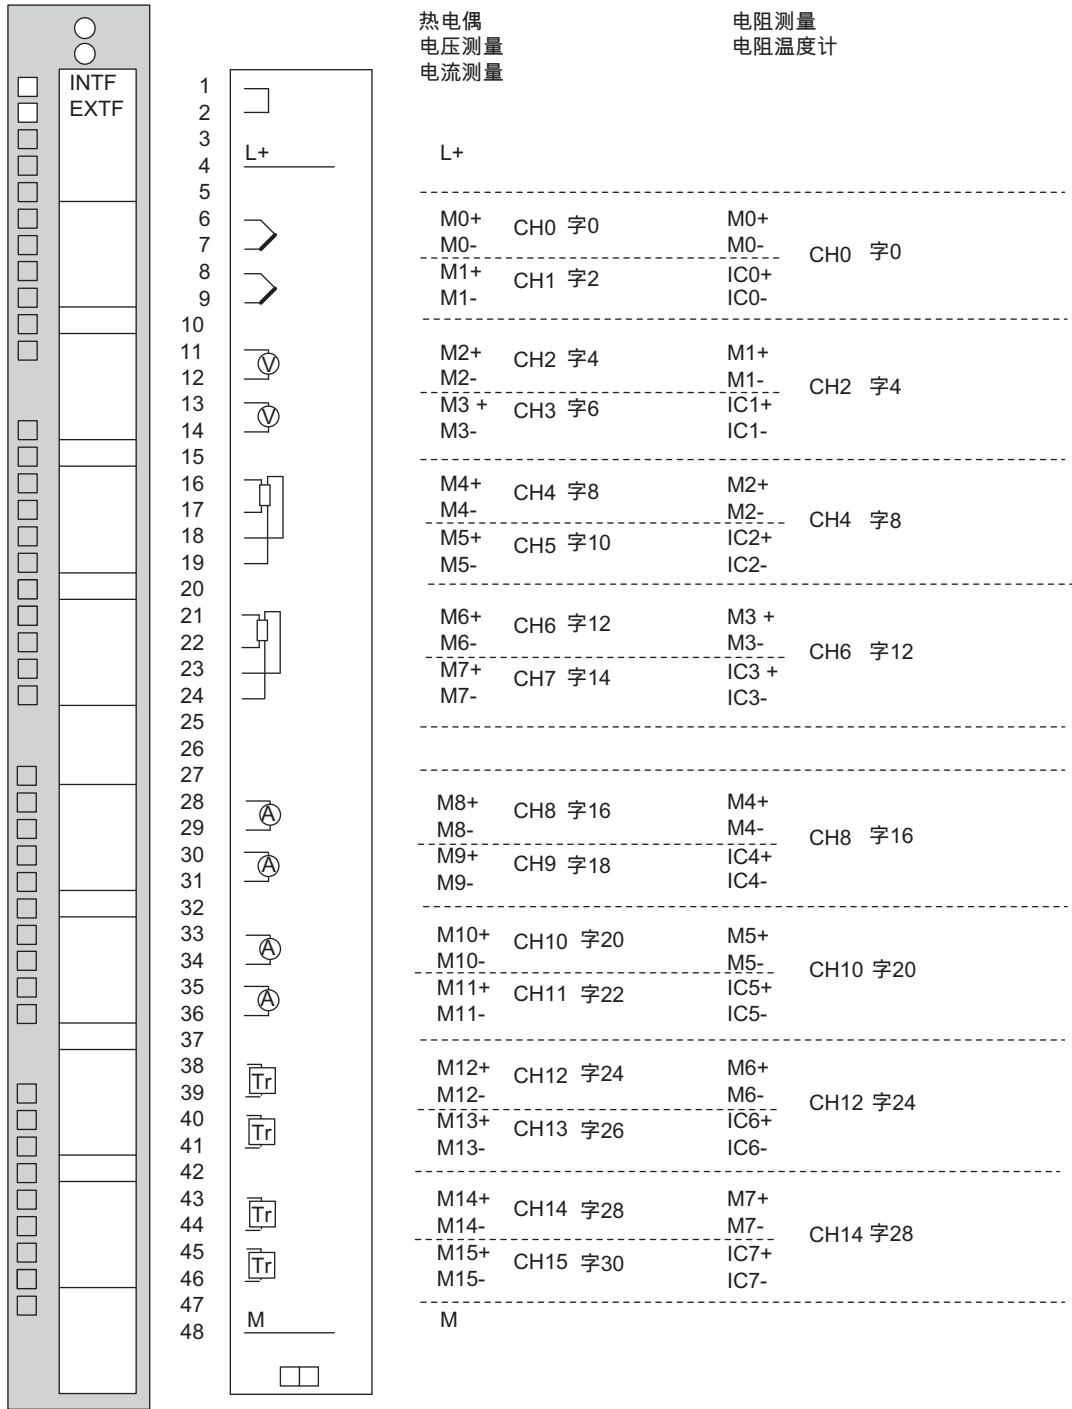 热电偶 电阻测量
电压测量 电阻温度计
电流测量
INTF
EXTF
1
2
3
L+ L+
4
5
6 M0+ CH0 字0 M0+
7 M0- M0- CH0 字0
8 M1+ CH1 字2 IC0+
9 M1- IC0-
10
11 V M2+ CH2 字4 M1+
12 M2- M1- CH2 字4
13 V M3 + CH3 字6 IC1+
14 M3- IC1-
15
16 M4+ CH4 字8 M2+
17 M4- M2- CH4 字8
18 M5+ CH5 字10 IC2+
19 M5- IC2-
20
21 M6+ CH6 字12 M3 +
22 M6- M3- CH6 字12
23 M7+ CH7 字14 IC3 +
24 M7- IC3-
25
26
27
28 A M8+ CH8 字16 M4+
29 M8- M4- CH8 字16
30 A M9+ CH9 字18 IC4+
31 M9- IC4-
32
33 A M10+ CH10 字20 M5+
34 M10- M5- CH10 字20
35 A M11+ CH11 字22 IC5+
36 M11- IC5-
37
38 Tr M12+ CH12 字24 M6+
39 M12- M6- CH12 字24
40 Tr M13+ CH13 字26 IC6+
41 M13- IC6-
42
43 Tr M14+ CH14 字28 M7+
44 M14- M7- CH14 字28
45 Tr M15+ CH15 字30 IC7+
46 M15- IC7-
47
M M
48